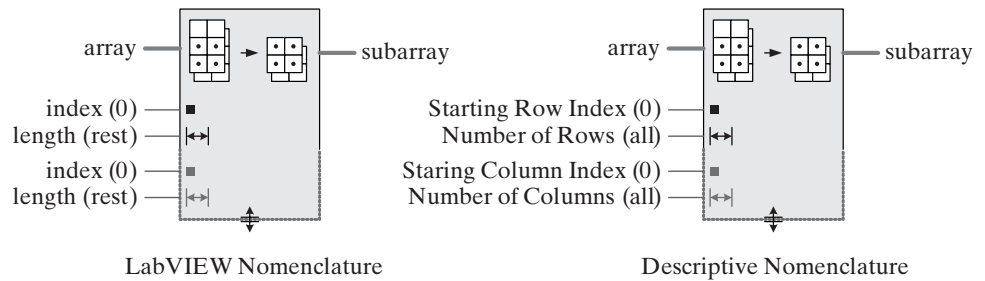 array
subarray
index (0)
length (rest)
index (0)
length (rest)
LabVIEW Nomenclature
array
subarray
Starting Row Index (0)
Number of Rows (all)
Staring Column Index (0)
Number of Columns (all)
Descriptive Nomenclature